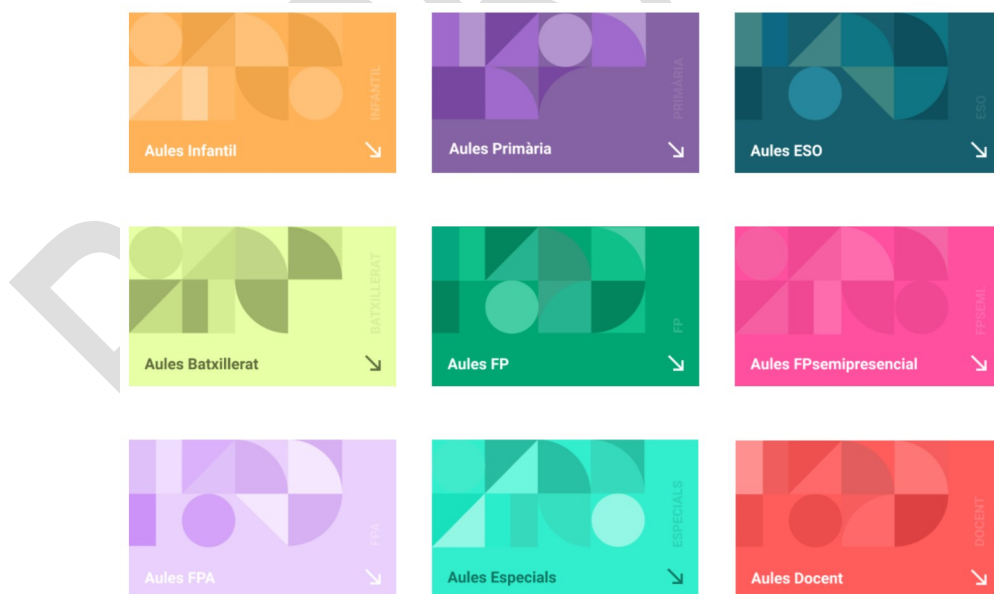 INFANTIL
Aules Infantil
PRIMÀRIA
Aules Primària
ESO
Aules ESO
BATXILLERAT
Aules Batxillerat
FP
Aules FP
FPSEMI
Aules FPsemipresencial
FPA
Aules FPA
ESPECIALS
Aules Especials
DOCENT
Aules Docent